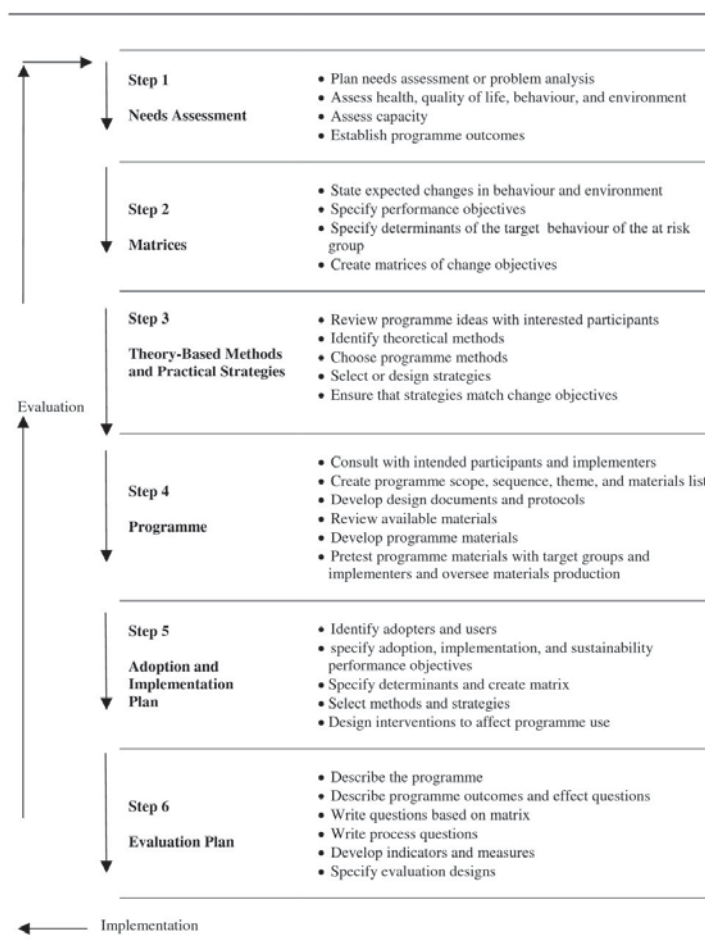 Step 1
Needs Assessment
• Plan needs assessment or problem analysis
• Assess health, quality of life, behaviour, and environment
• Assess capacity
• Establish programme outcomes
Step 2
Matrices
• State expected changes in behaviour and environment
• Specify performance objectives
• Specify determinants of the target behaviour of the at risk
group
• Create matrices of change objectives
Step 3
Theory-Based Methods
and Practical Strategies
• Review programme ideas with interested participants
• Identify theoretical methods
• Choose programme methods
• Select or design strategies
• Ensure that strategies match change objectives
Evaluation
Step 4
Programme
• Consult with intended participants and implementers
• Create programme scope, sequence, theme, and materials list
• Develop design documents and protocols
• Review available materials
• Develop programme materials
• Pretest programme materials with target groups and
implementers and oversee materials production
Step 5
Adoption and
Implementation
Plan
• Identify adopters and users
• specify adoption, implementation, and sustainability
performance objectives
• Specify determinants and create matrix
• Select methods and strategies
• Design interventions to affect programme use
Step 6
Evaluation Plan
• Describe the programme
• Describe programme outcomes and effect questions
• Write questions based on matrix
• Write process questions
• Develop indicators and measures
• Specify evaluation designs
Implementation